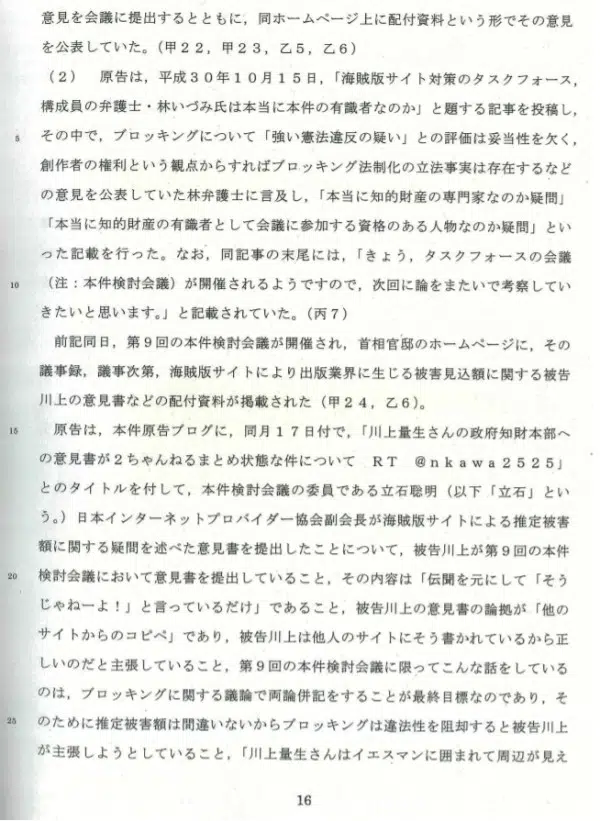 意見を会議に提出するとともに，同ホームページ上に配付資料という形でその意見
を公表していた。（甲２２，甲２３，乙５，乙６）
（２）　原告は，平成３０年１０月１５日，「海賊版サイト対策のタスクフォース，
構成員の弁護士・林いづみ氏は本当に本件の有識者なのか」と題する記事を投稿し，
5 その中で，ブロッキングについて「強い憲法違反の疑い」との評価は妥当性を欠く，
創作者の権利という観点からすればブロッキング法制化の立法事実は存在するなど
の意見を公表していた林弁護士に言及し，「本当に知的財産の専門家なのか疑問」
「本当に知的財産の有識者として会議に参加する資格のある人物なのか疑問」とい
った記載を行った。なお，同記事の末尾には，「きょう，タスクフォースの会議
10 （注：本件検討会議）が開催されるようですので，次回に論をまたいで考察してい
きたいと思います。」と記載されていた。（丙７）
前記同日，第９回の本件検討会議が開催され，首相官邸のホームページに，その
議事録，議事次第，海賊版サイトにより出版業界に生じる被害見込額に関する被告
川上の意見書などの配付資料が掲載された（甲２４，乙６）。
15 原告は，本件原告ブログに，同月１７日付で，「川上量生さんの政府知財本部へ
の意見書が２ちゃんねるまとめ状態な件について　ＲＴ　＠ｎｋａｗａ２５２５」
とのタイトルを付して，本件検討会議の委員である立石聡明（以下「立石」とい
う。）日本インターネットプロバイダー協会副会長が海賊版サイトによる推定被害
額に関する疑問を述べた意見書を提出したことについて，被告川上が第９回の本件
20 検討会議において意見書を提出していること，その内容は「伝聞を元にして「そう
じゃねーよ！」と言っているだけ」であること，被告川上の意見書の論拠が「他の
サイトからのコピペ」であり，被告川上は他人のサイトにそう書かれているから正
しいのだと主張していること，第９回の本件検討会議に限ってこんな話をしている
のは，ブロッキングに関する議論で両論併記をすることが最終目標なのであり，そ
25 のために推定被害額は間違いないからブロッキングは違法性を阻却すると被告川上
が主張しようとしていること，「川上量生さんはイエスマンに囲まれて周辺が見え
16